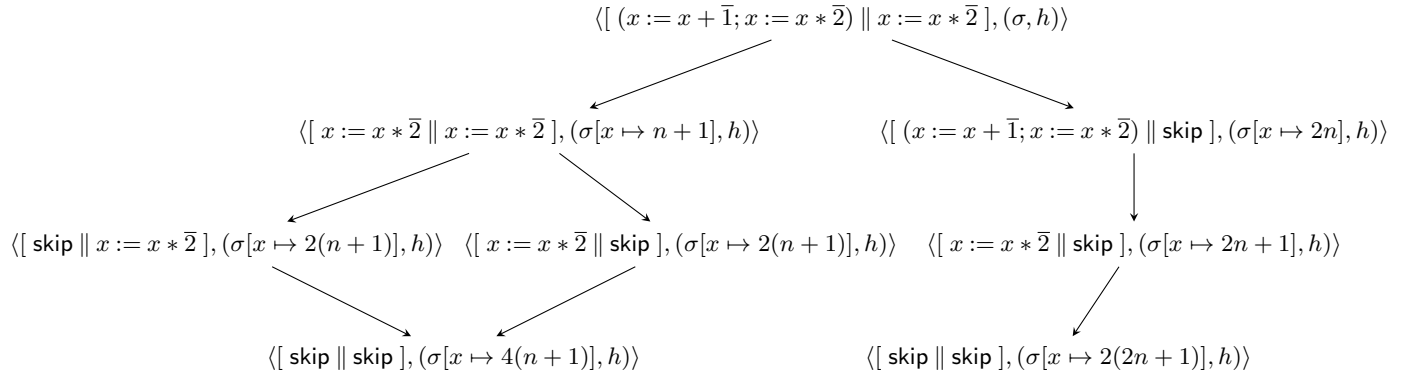 ⟨[ (x := x + 1̅; x := x ∗ 2̅) ∥ x := x ∗ 2̅ ], (σ, h)⟩
⟨[ x := x ∗ 2̅ ∥ x := x ∗ 2̅ ], (σ[x ↦ n + 1], h)⟩ ⟨[ (x := x + 1̅; x := x ∗ 2̅) ∥ skip ], (σ[x ↦ 2n], h)⟩
⟨[ skip ∥ x := x ∗ 2̅ ], (σ[x ↦ 2(n + 1)], h)⟩ ⟨[ x := x ∗ 2̅ ∥ skip ], (σ[x ↦ 2(n + 1)], h)⟩ ⟨[ x := x ∗ 2̅ ∥ skip ], (σ[x ↦ 2n + 1], h)⟩
⟨[ skip ∥ skip ], (σ[x ↦ 4(n + 1)], h)⟩ ⟨[ skip ∥ skip ], (σ[x ↦ 2(2n + 1)], h)⟩